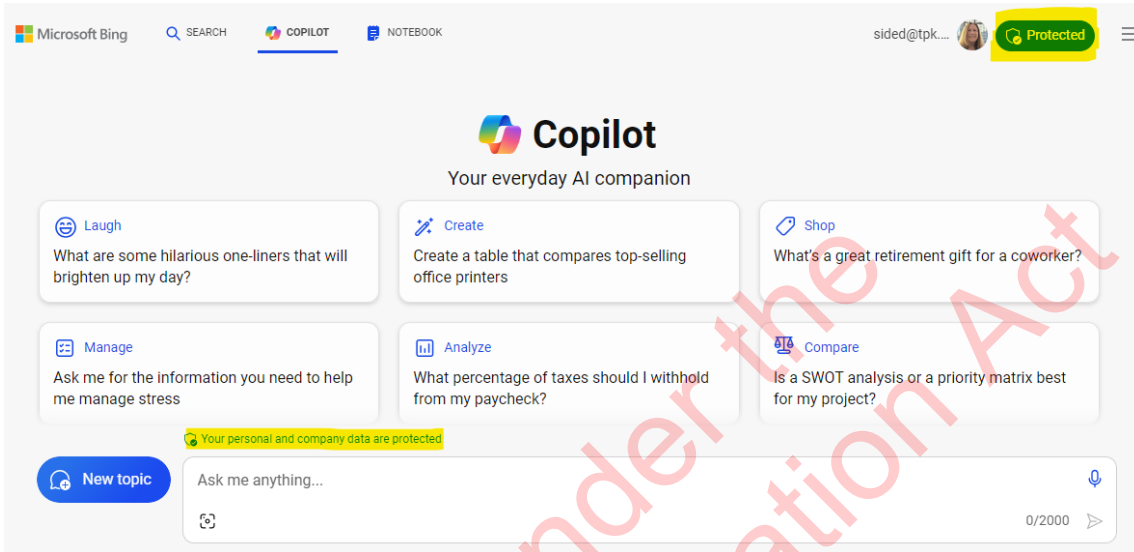 Microsoft Bing
SEARCH
COPILOT
NOTEBOOK
sided@tpk....
Protected
Copilot
Your everyday AI companion
Laugh
What are some hilarious one-liners that will
brighten up my day?
Create
Create a table that compares top-selling
office printers
Shop
What's a great retirement gift for a coworker?
Manage
Ask me for the information you need to help
me manage stress
Analyze
What percentage of taxes should I withhold
from my paycheck?
Compare
Is a SWOT analysis or a priority matrix best
for my project?
Your personal and company data are protected
New topic
Ask me anything...
0/2000
under the
ation Act